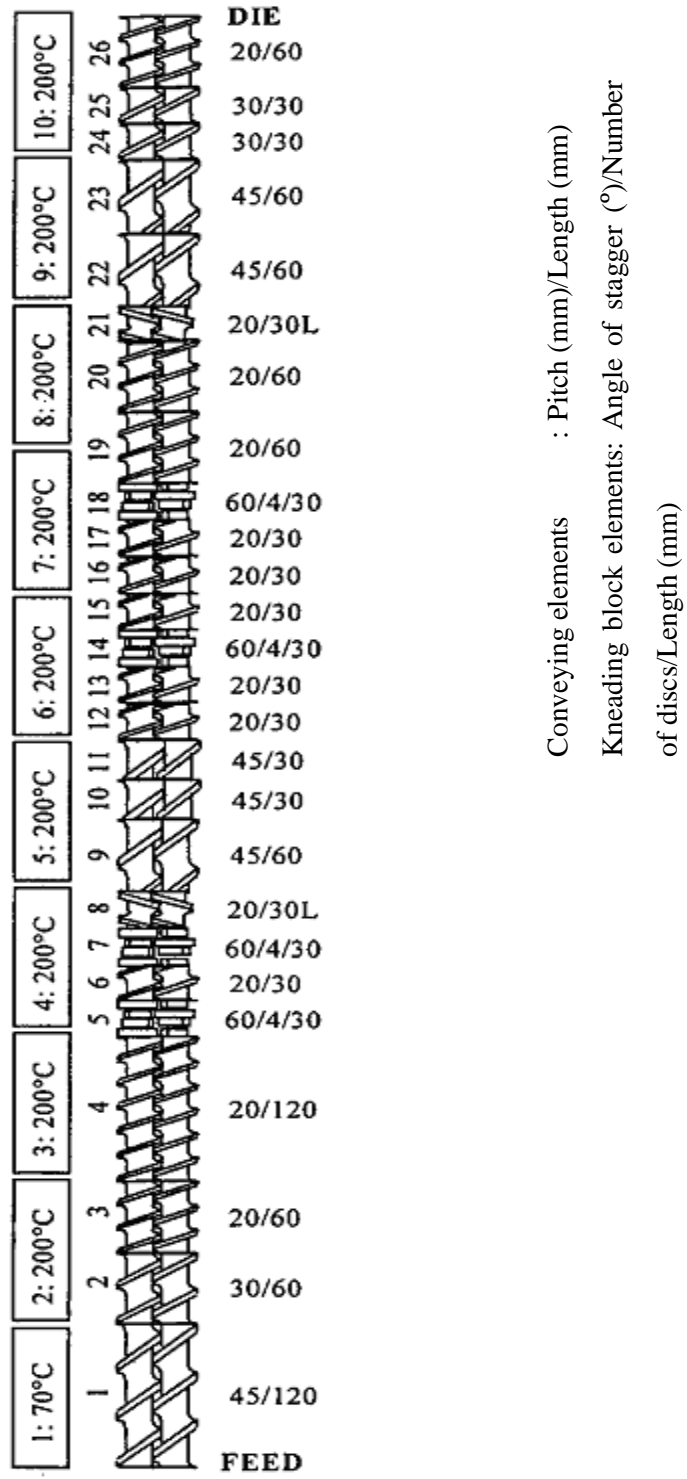 DIE
10: 200°C
26 20/60
25 30/30
24 30/30
9: 200°C
23 45/60
22 45/60
8: 200°C
21 20/30L
20 20/60
19 20/60
7: 200°C
18 60/4/30
17 20/30
16 20/30
6: 200°C
15 20/30
14 60/4/30
13 20/30
12 20/30
5: 200°C
11 45/30
10 45/30
9 45/60
4: 200°C
8 20/30L
7 60/4/30
6 20/30
5 60/4/30
3: 200°C
4 20/120
2: 200°C
3 20/60
2 30/60
1: 70°C
1 45/120
FEED
Conveying elements : Pitch (mm)/Length (mm)
Kneading block elements: Angle of stagger (°)/Number
of discs/Length (mm)